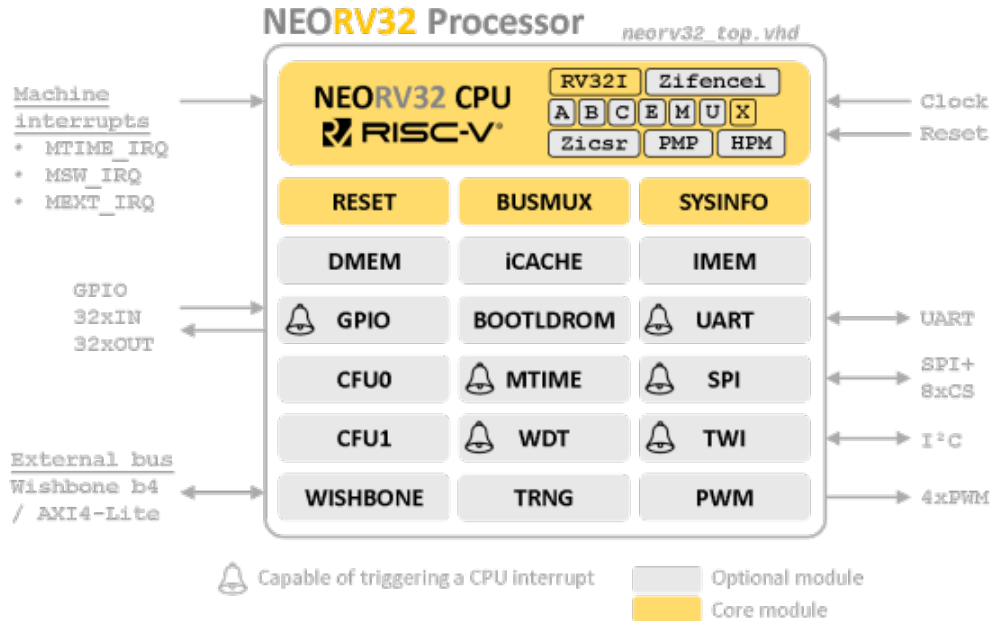 NEORV32 Processor
neorv32_top.vhd
Machine
interrupts
• MTIME_IRQ
• MSW_IRQ
• MEXT_IRQ
NEORV32 CPU
RISC-V®
RV32I Zifencei
A B C E M U X
Zicsr PMP HPM
Clock
Reset
RESET BUSMUX SYSINFO
DMEM iCACHE IMEM
GPIO
32xIN
32xOUT
GPIO BOOTLDROM UART
UART
CFU0 MTIME SPI
SPI+
8xCS
CFU1 WDT TWI
I²C
External bus
Wishbone b4
/ AXI4-Lite
WISHBONE TRNG PWM
4xPWM
Capable of triggering a CPU interrupt
Optional module
Core module